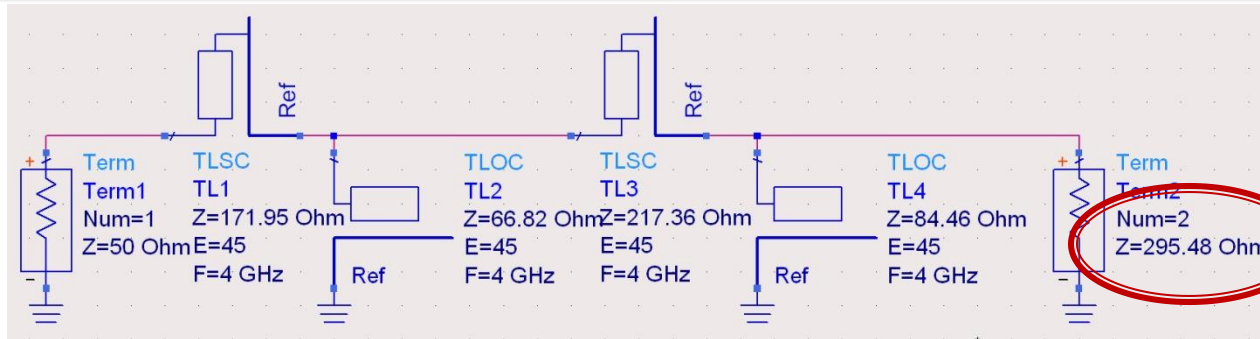 Ref
Ref
+
Term
Term1
Num=1
Z=50 Ohm
-
TLSC
TL1
Z=171.95 Ohm
E=45
F=4 GHz
Ref
TLOC
TL2
Z=66.82 Ohm
E=45
F=4 GHz
TLSC
TL3
Z=217.36 Ohm
E=45
F=4 GHz
Ref
TLOC
TL4
Z=84.46 Ohm
E=45
F=4 GHz
+
Term
Term2
Num=2
Z=295.48 Ohm
-